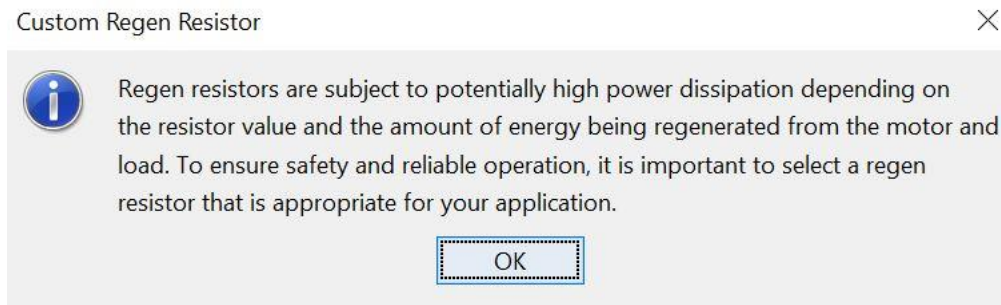 Custom Regen Resistor
Regen resistors are subject to potentially high power dissipation depending on
the resistor value and the amount of energy being regenerated from the motor and
load. To ensure safety and reliable operation, it is important to select a regen
resistor that is appropriate for your application.
OK